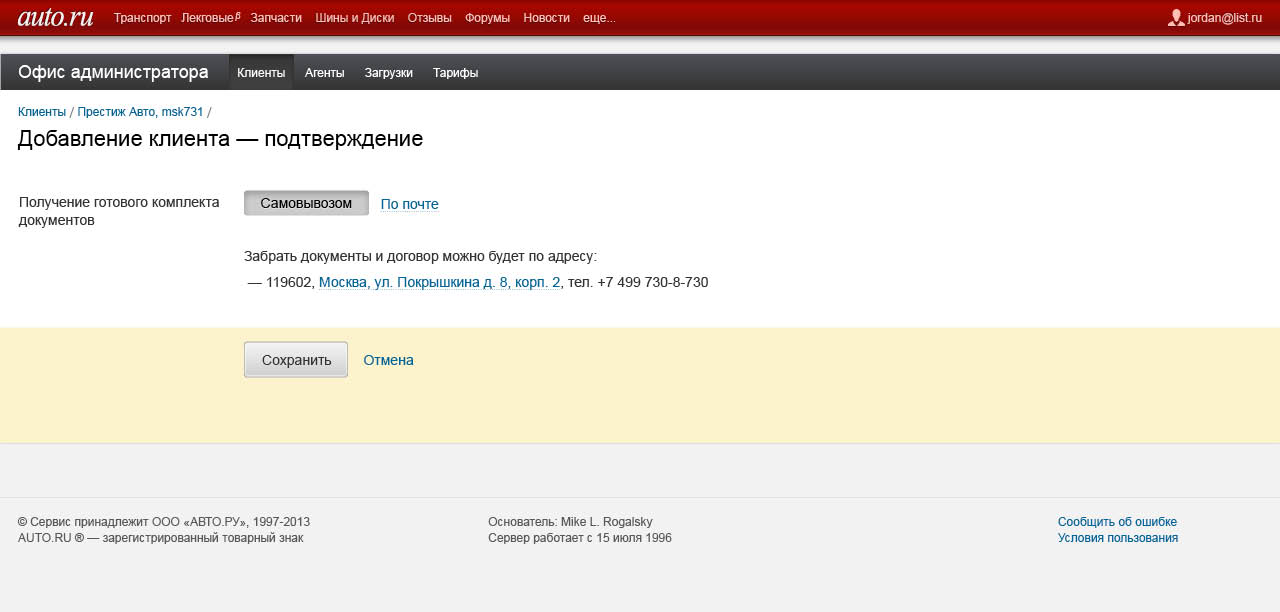 auto.ru Транспорт Лекговыеβ Запчасти Шины и Диски Отзывы Форумы Новости еще... jordan@list.ru
Офис администратора Клиенты Агенты Загрузки Тарифы
Клиенты / Престиж Авто, msk731 /
Добавление клиента — подтверждение
Получение готового комплекта
документов
Самовывозом По почте
Забрать документы и договор можно будет по адресу:
— 119602, Москва, ул. Покрышкина д. 8, корп. 2, тел. +7 499 730-8-730
Сохранить Отмена
© Сервис принадлежит ООО «АВТО.РУ», 1997-2013
AUTO.RU ® — зарегистрированный товарный знак
Основатель: Mike L. Rogalsky
Сервер работает с 15 июля 1996
Сообщить об ошибке
Условия пользования